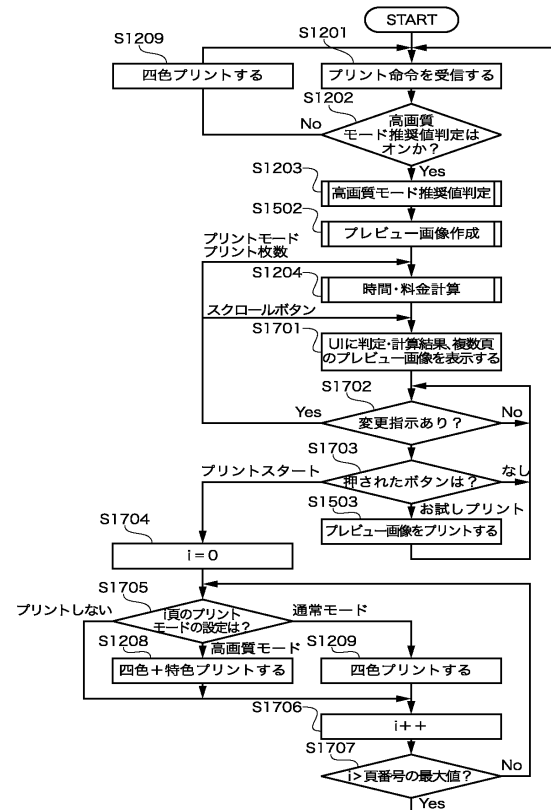 START
S1209
四色プリントする
S1201
プリント命令を受信する
S1202
高画質
モード推奨値判定は
オンか？
No
Yes
S1203
高画質モード推奨値判定
S1502
プレビュー画像作成
プリントモード
プリント枚数
S1204
時間・料金計算
スクロールボタン
S1701
UIに判定・計算結果、複数頁
のプレビュー画像を表示する
S1702
変更指示あり？
Yes
No
S1703
押されたボタンは？
プリントスタート
なし
お試しプリント
S1503
プレビュー画像をプリントする
S1704
i=0
S1705
i頁のプリント
モードの設定は？
プリントしない
通常モード
高画質モード
S1208
四色＋特色プリントする
S1209
四色プリントする
S1706
i++
S1707
i>頁番号の最大値？
No
Yes